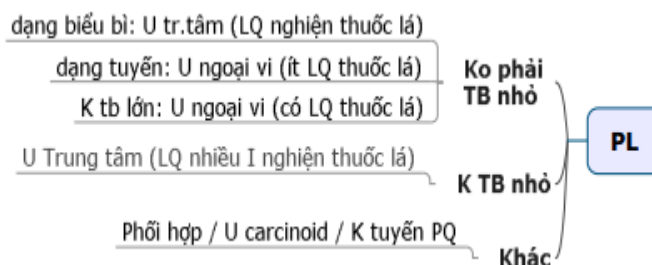 dạng biểu bì: U tr.tâm (LQ nghiện thuốc lá)
dạng tuyến: U ngoại vi (ít LQ thuốc lá)
K tb lớn: U ngoại vi (có LQ thuốc lá)
Ko phải
TB nhỏ
U Trung tâm (LQ nhiều I nghiện thuốc lá)
K TB nhỏ
Phối hợp / U carcinoid / K tuyến PQ
Khác
PL